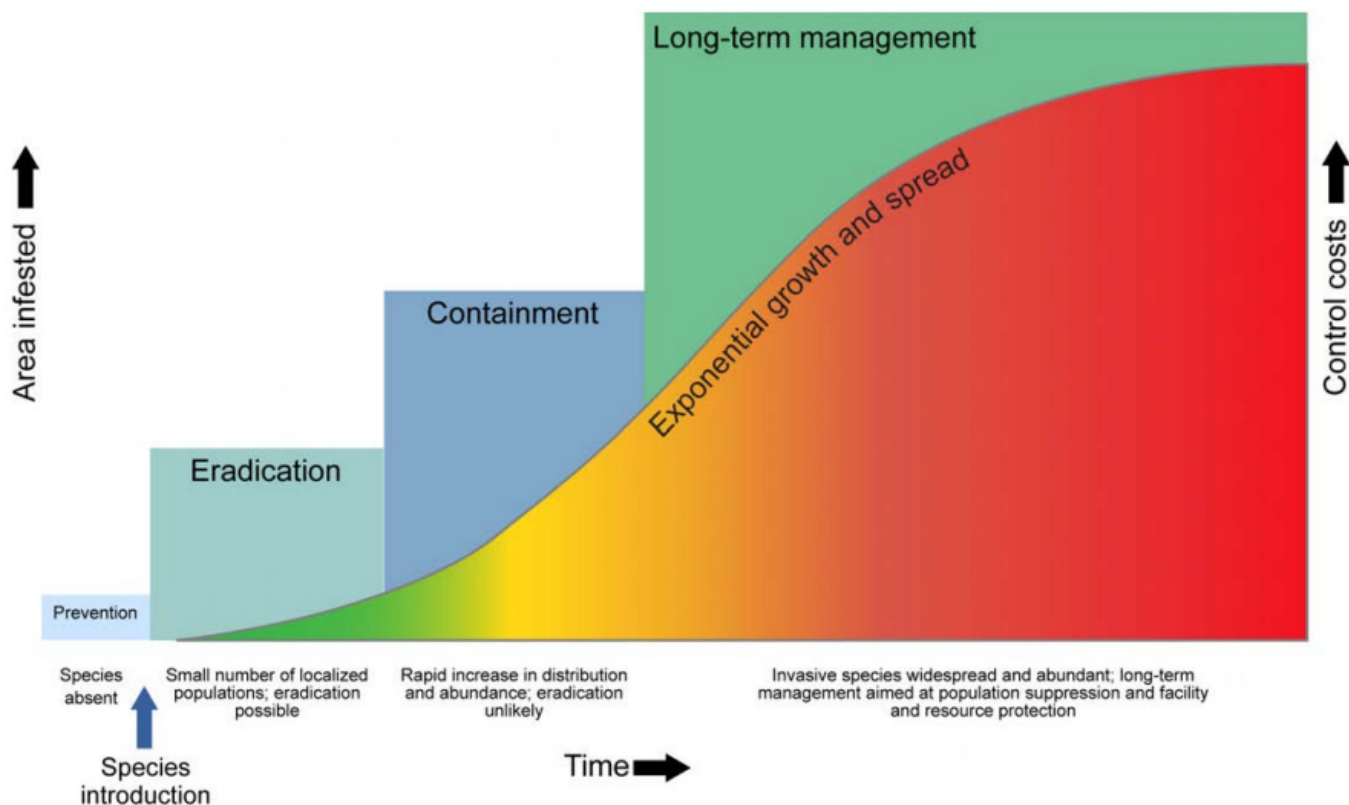 Long-term management
Area infested
Control costs
Exponential growth and spread
Containment
Eradication
Prevention
Species
absent
Small number of localized
populations; eradication
possible
Rapid increase in distribution
and abundance; eradication
unlikely
Invasive species widespread and abundant; long-term
management aimed at population suppression and facility
and resource protection
Species
introduction
Time